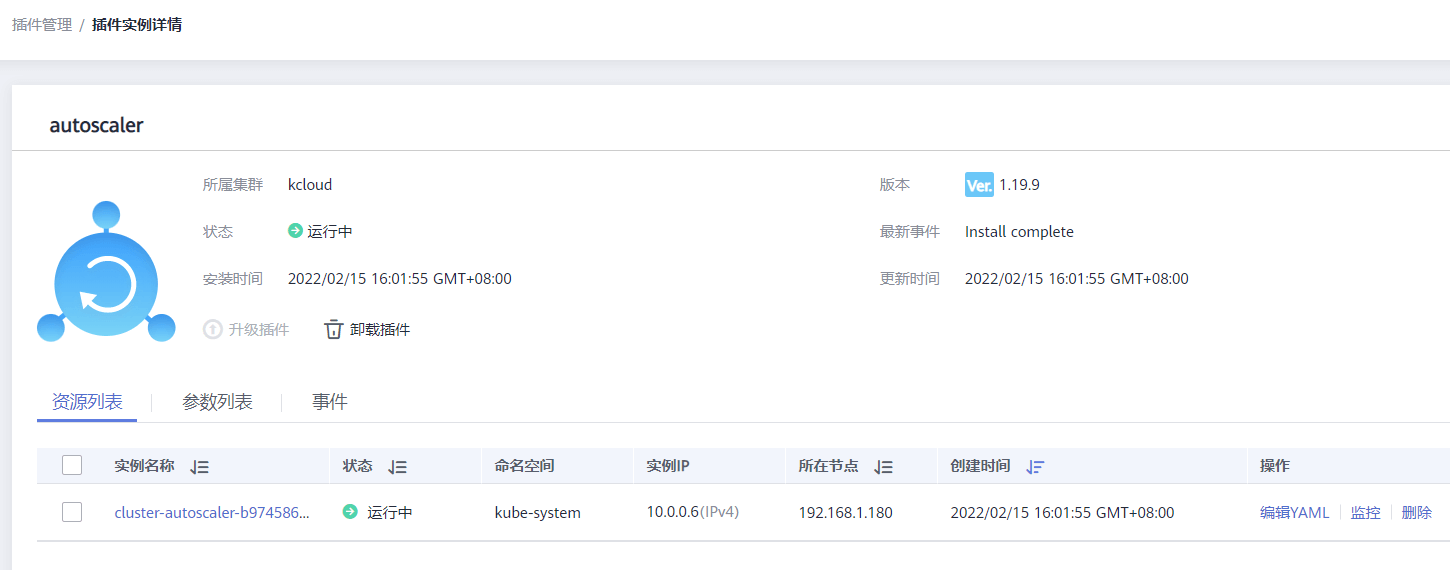 插件管理 / 插件实例详情
autoscaler
所属集群 kcloud 版本 Ver. 1.19.9
状态 运行中 最新事件 Install complete
安装时间 2022/02/15 16:01:55 GMT+08:00 更新时间 2022/02/15 16:01:55 GMT+08:00
升级插件 卸载插件
资源列表 参数列表 事件
实例名称 状态 命名空间 实例IP 所在节点 创建时间 操作
cluster-autoscaler-b974586... 运行中 kube-system 10.0.0.6(IPv4) 192.168.1.180 2022/02/15 16:01:55 GMT+08:00 编辑YAML 监控 删除